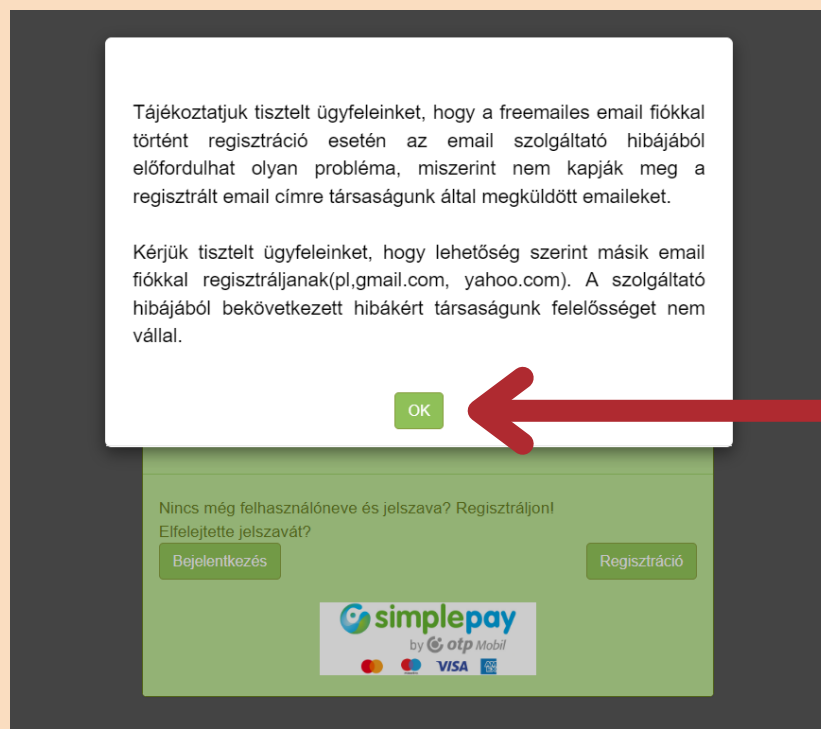 Tájékoztatjuk tisztelt ügyfeleinket, hogy a freemailes email fiókkal
történt regisztráció esetén az email szolgáltató hibájából
előfordulhat olyan probléma, miszerint nem kapják meg a
regisztrált email címre társaságunk által megküldött emaileket.
Kérjük tisztelt ügyfeleinket, hogy lehetőség szerint másik email
fiókkal regisztráljanak(pl,gmail.com, yahoo.com). A szolgáltató
hibájából bekövetkezett hibákért társaságunk felelősséget nem
vállal.
OK
Nincs még felhasználóneve és jelszava? Regisztráljon!
Elfelejtette jelszavát?
Bejelentkezés Regisztráció
simplepay
by otp Mobil
VISA